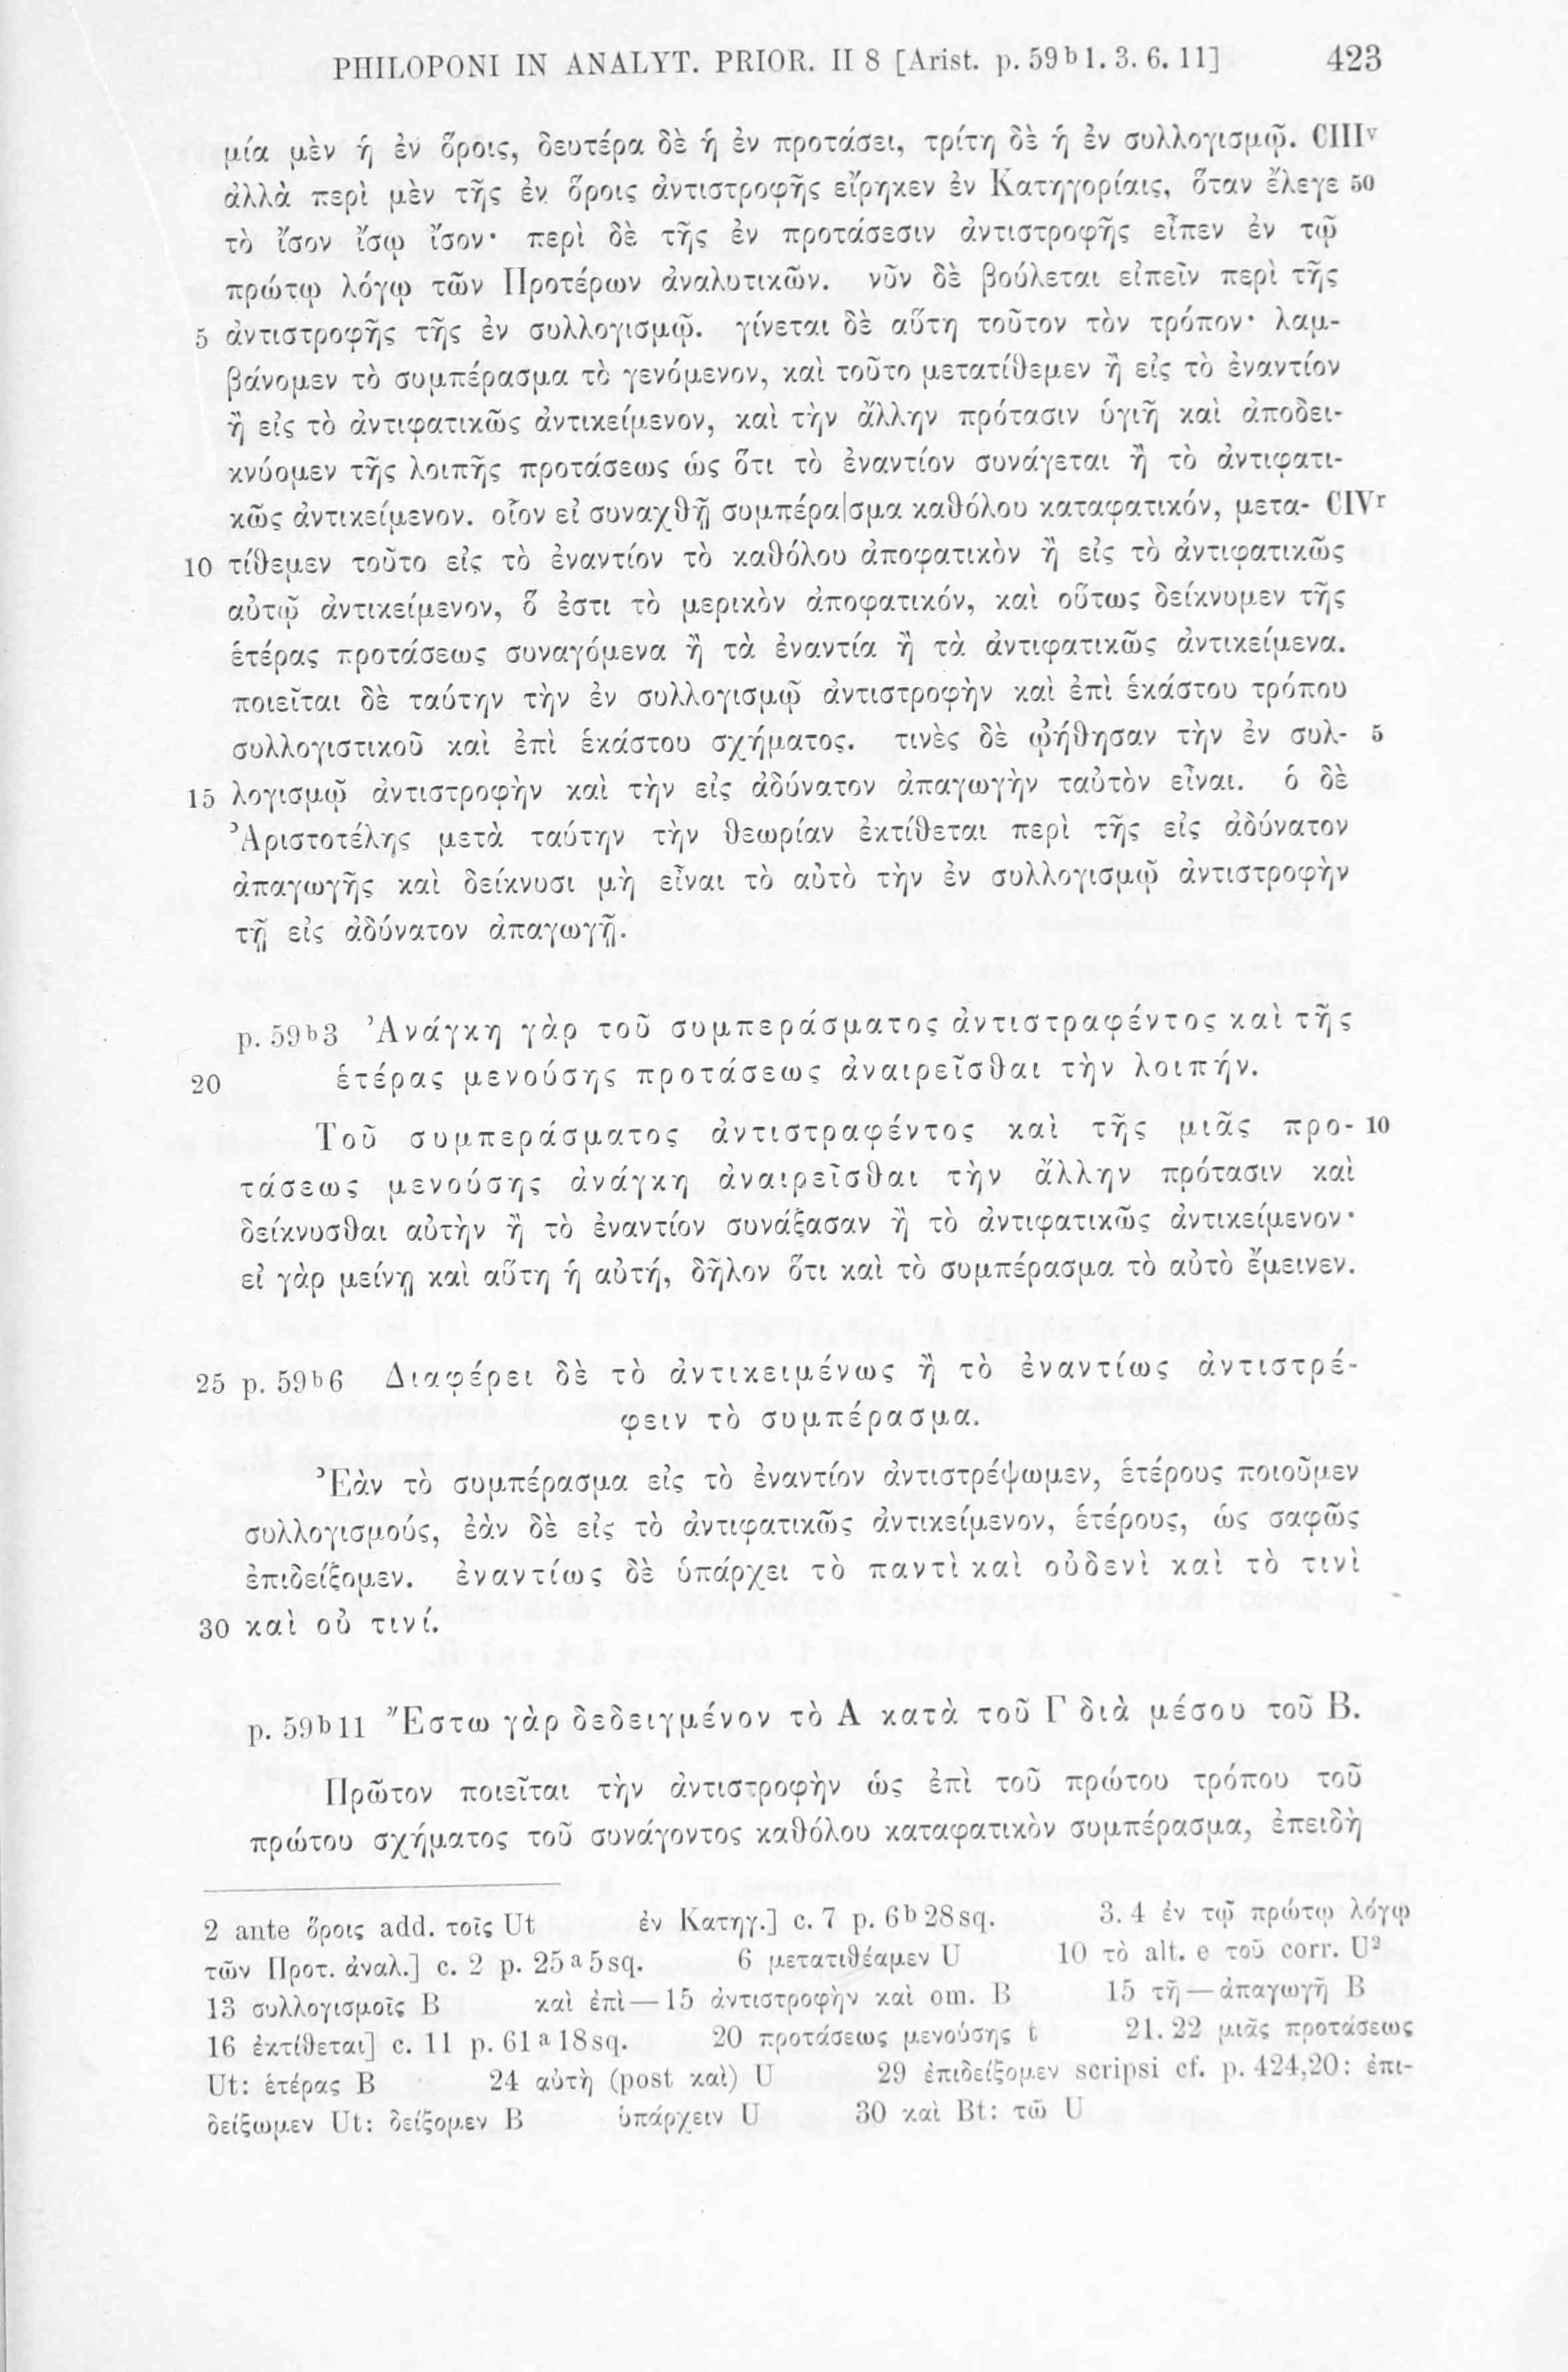 PHILOPONI IN ANALYT. PRIOR. II 8 [Arist. p. 59ᵇ1. 3. 6. 11] 423
μία μὲν ἡ ἐν ὅροις, δευτέρα δὲ ἡ ἐν προτάσει, τρίτη δὲ ἡ ἐν συλλογισμῷ. CIIIᵛ
ἀλλὰ περὶ μὲν τῆς ἐν ὅροις ἀντιστροφῆς εἴρηκεν ἐν Κατηγορίαις, ὅταν ἔλεγε 50
τὸ ἴσον ἴσῳ ἴσον· περὶ δὲ τῆς ἐν προτάσεσιν ἀντιστροφῆς εἶπεν ἐν τῷ
πρώτῳ λόγῳ τῶν Προτέρων ἀναλυτικῶν. νῦν δὲ βούλεται εἰπεῖν περὶ τῆς
5 ἀντιστροφῆς τῆς ἐν συλλογισμῷ. γίνεται δὲ αὕτη τοῦτον τὸν τρόπον· λαμ-
βάνομεν τὸ συμπέρασμα τὸ γενόμενον, καὶ τοῦτο μετατίθεμεν ἢ εἰς τὸ ἐναντίον
ἢ εἰς τὸ ἀντιφατικῶς ἀντικείμενον, καὶ τὴν ἄλλην πρότασιν ὑγιῆ καὶ ἀποδει-
κνύομεν τῆς λοιπῆς προτάσεως ὡς ὅτι τὸ ἐναντίον συνάγεται ἢ τὸ ἀντιφατι-
κῶς ἀντικείμενον. οἷον εἰ συναχθῇ συμπέρα|σμα καθόλου καταφατικόν, μετα- CIVʳ
10 τίθεμεν τοῦτο εἰς τὸ ἐναντίον τὸ καθόλου ἀποφατικὸν ἢ εἰς τὸ ἀντιφατικῶς
αὐτῷ ἀντικείμενον, ὅ ἐστι τὸ μερικὸν ἀποφατικόν, καὶ οὕτως δείκνυμεν τῆς
ἑτέρας προτάσεως συναγόμενα ἢ τὰ ἐναντία ἢ τὰ ἀντιφατικῶς ἀντικείμενα.
ποιεῖται δὲ ταύτην τὴν ἐν συλλογισμῷ ἀντιστροφὴν καὶ ἐπὶ ἑκάστου τρόπου
συλλογιστικοῦ καὶ ἐπὶ ἑκάστου σχήματος. τινὲς δὲ ᾠήθησαν τὴν ἐν συλ- 5
15 λογισμῷ ἀντιστροφὴν καὶ τὴν εἰς ἀδύνατον ἀπαγωγὴν ταὐτὸν εἶναι. ὁ δὲ
Ἀριστοτέλης μετὰ ταύτην τὴν θεωρίαν ἐκτίθεται περὶ τῆς εἰς ἀδύνατον
ἀπαγωγῆς καὶ δείκνυσι μὴ εἶναι τὸ αὐτὸ τὴν ἐν συλλογισμῷ ἀντιστροφὴν
τῇ εἰς ἀδύνατον ἀπαγωγῇ.
p. 59ᵇ3 Ἀνάγκη γὰρ τοῦ συμπεράσματος ἀντιστραφέντος καὶ τῆς
20 ἑτέρας μενούσης προτάσεως ἀναιρεῖσθαι τὴν λοιπήν.
Τοῦ συμπεράσματος ἀντιστραφέντος καὶ τῆς μιᾶς προ- 10
τάσεως μενούσης ἀνάγκη ἀναιρεῖσθαι τὴν ἄλλην πρότασιν καὶ
δείκνυσθαι αὐτὴν ἢ τὸ ἐναντίον συνάξασαν ἢ τὸ ἀντιφατικῶς ἀντικείμενον·
εἰ γὰρ μείνῃ καὶ αὕτη ἡ αὐτή, δῆλον ὅτι καὶ τὸ συμπέρασμα τὸ αὐτὸ ἔμεινεν.
25 p. 59ᵇ6 Διαφέρει δὲ τὸ ἀντικειμένως ἢ τὸ ἐναντίως ἀντιστρέ-
φειν τὸ συμπέρασμα.
Ἐὰν τὸ συμπέρασμα εἰς τὸ ἐναντίον ἀντιστρέψωμεν, ἑτέρους ποιοῦμεν
συλλογισμούς, ἐὰν δὲ εἰς τὸ ἀντιφατικῶς ἀντικείμενον, ἑτέρους, ὡς σαφῶς
ἐπιδείξομεν. ἐναντίως δὲ ὑπάρχει τὸ παντὶ καὶ οὐδενὶ καὶ τὸ τινὶ
30 καὶ οὐ τινί.
p. 59ᵇ11 Ἔστω γὰρ δεδειγμένον τὸ Α κατὰ τοῦ Γ διὰ μέσου τοῦ Β.
Πρῶτον ποιεῖται τὴν ἀντιστροφὴν ὡς ἐπὶ τοῦ πρώτου τρόπου τοῦ
πρώτου σχήματος τοῦ συνάγοντος καθόλου καταφατικὸν συμπέρασμα, ἐπειδὴ
2 ante ὅροις add. τοῖς Ut ἐν Κατηγ.] c. 7 p. 6ᵇ28sq. 3. 4 ἐν τῷ πρώτῳ λόγῳ
τῶν Προτ. ἀναλ.] c. 2 p. 25ᵃ5sq. 6 μετατιθέαμεν U 10 τὸ alt. e τοῦ corr. U²
13 συλλογισμοῖς B καὶ ἐπὶ—15 ἀντιστροφὴν καὶ om. B 15 τῆ—ἀπαγωγῆ B
16 ἐκτίθεται] c. 11 p. 61ᵃ18sq. 20 προτάσεως μενούσης t 21. 22 μιᾶς προτάσεως
Ut: ἑτέρας B 24 αὐτὴ (post καὶ) U 29 ἐπιδείξομεν scripsi cf. p. 424,20: ἐπι-
δείξωμεν Ut: δείξομεν B ὑπάρχειν U 30 καὶ Bt: τῶ U